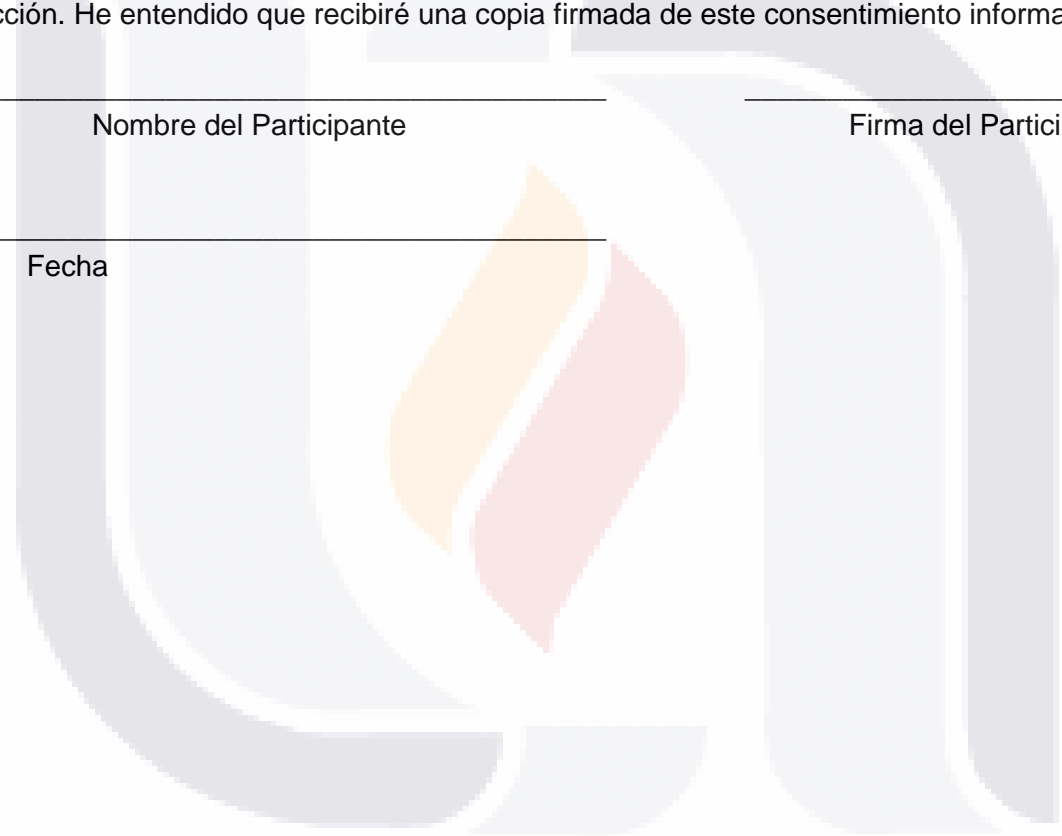 cción. He entendido que recibiré una copia firmada de este consentimiento informa
Nombre del Participante Firma del Partici
Fecha